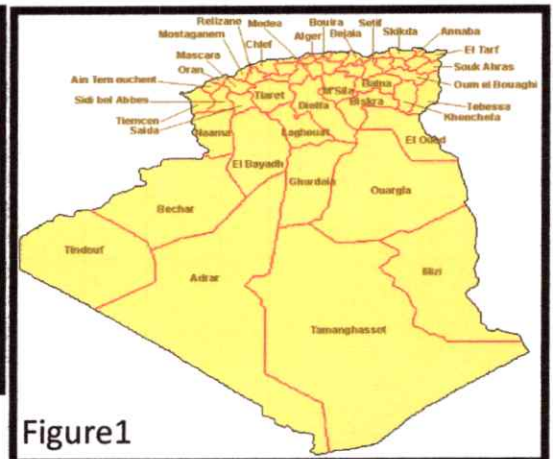 Relizane Medea Bouira Setif Skikda Annaba
Mostaganem Chlef Alger Bejaia El Tarf
Mascara Souk Ahras
Oran Oum el Bouaghi
Ain Tem ouchent Tebessa
Sidi bel Abbes Khenchela
Tlemcen Tiaret M'Sila Batna
Saida Djelfa Biskra
Naama Laghouat El Oued
El Bayadh Ghardaia Ouargla
Bechar
Tindouf Adrar Illizi
Tamanghasset
Figure1